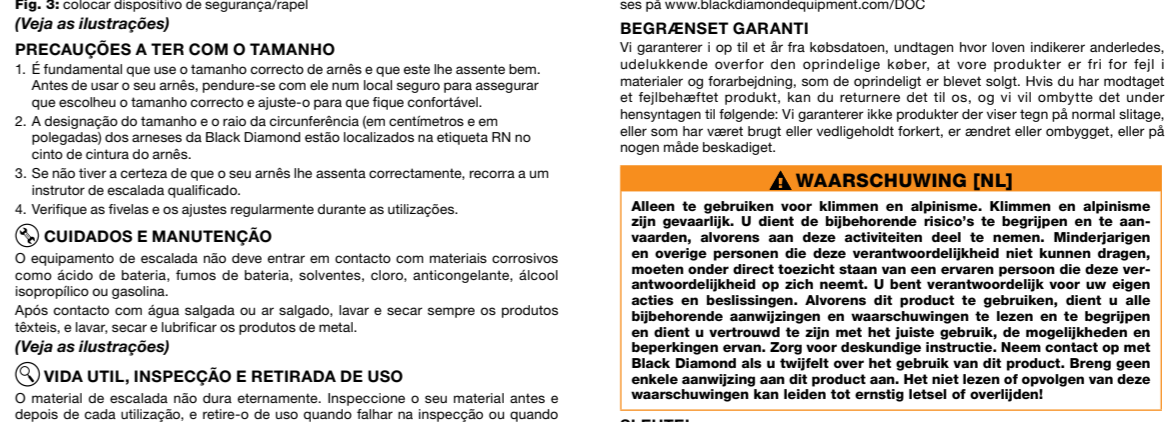 Fig. 3: colocar dispositivo de segurança/rapel
(Veja as ilustrações)
PRECAUÇÕES A TER COM O TAMANHO
1. É fundamental que use o tamanho correcto de arnês e que este lhe assente bem.
Antes de usar o seu arnês, pendure-se com ele num local seguro para assegurar
que escolheu o tamanho correcto e ajuste-o para que fique confortável.
2. A designação do tamanho e o raio da circunferência (em centímetros e em
polegadas) dos arneses da Black Diamond estão localizados na etiqueta RN no
cinto de cintura do arnês.
3. Se não tiver a certeza de que o seu arnês lhe assenta correctamente, recorra a um
instrutor de escalada qualificado.
4. Verifique as fivelas e os ajustes regularmente durante as utilizações.
CUIDADOS E MANUTENÇÃO
O equipamento de escalada não deve entrar em contacto com materiais corrosivos
como ácido de bateria, fumos de bateria, solventes, cloro, anticongelante, álcool
isopropílico ou gasolina.
Após contacto com água salgada ou ar salgado, lavar e secar sempre os produtos
têxteis, e lavar, secar e lubrificar os produtos de metal.
(Veja as ilustrações)
VIDA UTIL, INSPECÇÃO E RETIRADA DE USO
O material de escalada não dura eternamente. Inspeccione o seu material antes e
depois de cada utilização, e retire-o de uso quando falhar na inspecção ou quando
ses på www.blackdiamondequipment.com/DOC
BEGRÆNSET GARANTI
Vi garanterer i op til et år fra købsdatoen, undtagen hvor loven indikerer anderledes,
udelukkende overfor den oprindelige køber, at vore produkter er fri for fejl i
materialer og forarbejdning, som de oprindeligt er blevet solgt. Hvis du har modtaget
et fejlbehæftet produkt, kan du returnere det til os, og vi vil ombytte det under
hensyntagen til følgende: Vi garanterer ikke produkter der viser tegn på normal slitage,
eller som har været brugt eller vedligeholdt forkert, er ændret eller ombygget, eller på
nogen måde beskadiget.
WAARSCHUWING [NL]
Alleen te gebruiken voor klimmen en alpinisme. Klimmen en alpinisme
zijn gevaarlijk. U dient de bijbehorende risico's te begrijpen en te aan-
vaarden, alvorens aan deze activiteiten deel te nemen. Minderjarigen
en overige personen die deze verantwoordelijkheid niet kunnen dragen,
moeten onder direct toezicht staan van een ervaren persoon die deze ver-
antwoordelijkheid op zich neemt. U bent verantwoordelijk voor uw eigen
acties en beslissingen. Alvorens dit product te gebruiken, dient u alle
bijbehorende aanwijzingen en waarschuwingen te lezen en te begrijpen
en dient u vertrouwd te zijn met het juiste gebruik, de mogelijkheden en
beperkingen ervan. Zorg voor deskundige instructie. Neem contact op met
Black Diamond als u twijfelt over het gebruik van dit product. Breng geen
enkele aanwijzing aan dit product aan. Het niet lezen of opvolgen van deze
waarschuwingen kan leiden tot ernstig letsel of overlijden!